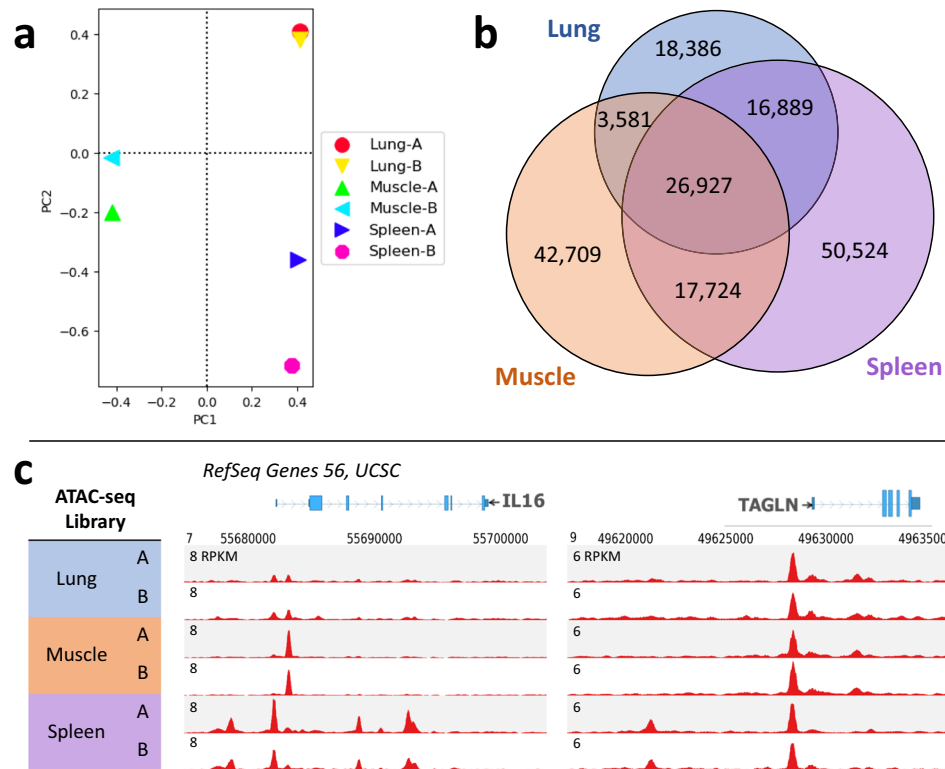 a
0.4
0.2
0.0
−0.2
−0.4
−0.6
PC2
−0.4 −0.2 0.0 0.2 0.4
PC1
Lung-A
Lung-B
Muscle-A
Muscle-B
Spleen-A
Spleen-B
b
Lung
18,386
3,581
16,889
26,927
42,709
50,524
17,724
Muscle
Spleen
c
RefSeq Genes 56, UCSC
ATAC-seq
Library
IL16
TAGLN
7 55680000 55690000 55700000
9 49620000 49625000 49630000 4963500
Lung
A
B
Muscle
A
B
Spleen
A
B
8 RPKM
8
8
8
8
8
6 RPKM
6
6
6
6
6